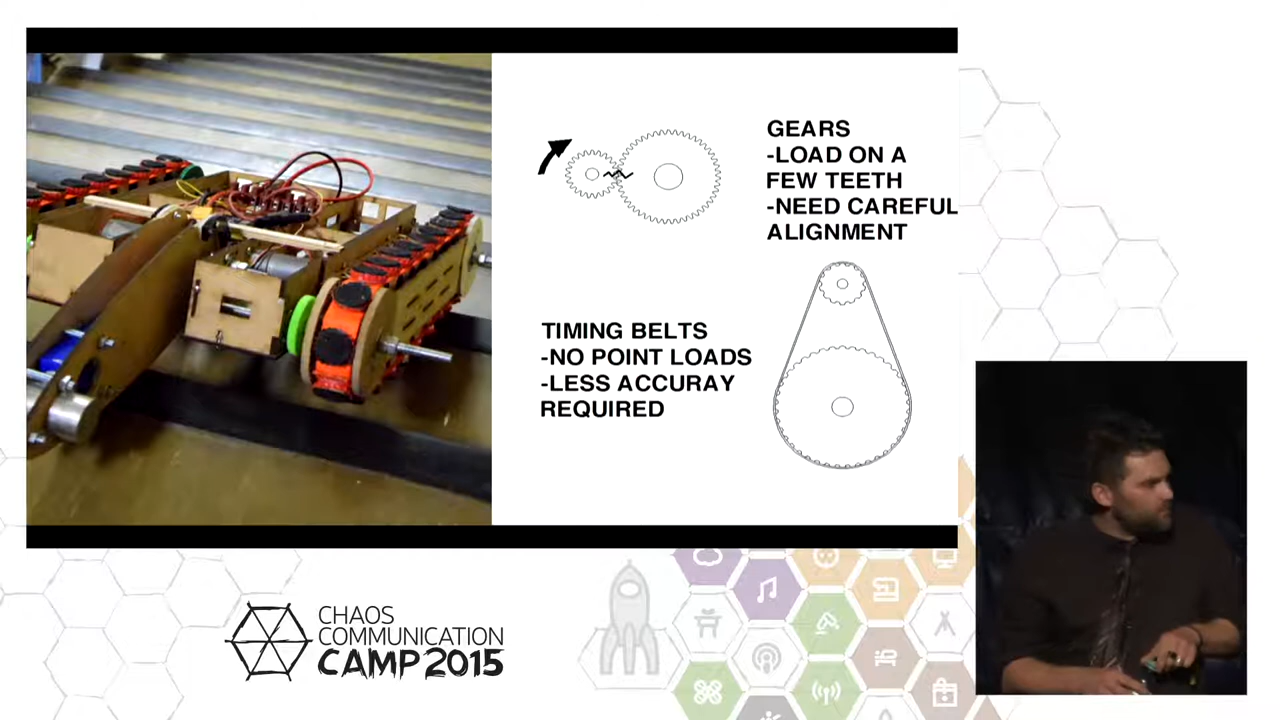 GEARS
-LOAD ON A
FEW TEETH
-NEED CAREFUL
ALIGNMENT
TIMING BELTS
-NO POINT LOADS
-LESS ACCURAY
REQUIRED
CHAOS
COMMUNICATION
CAMP 2015